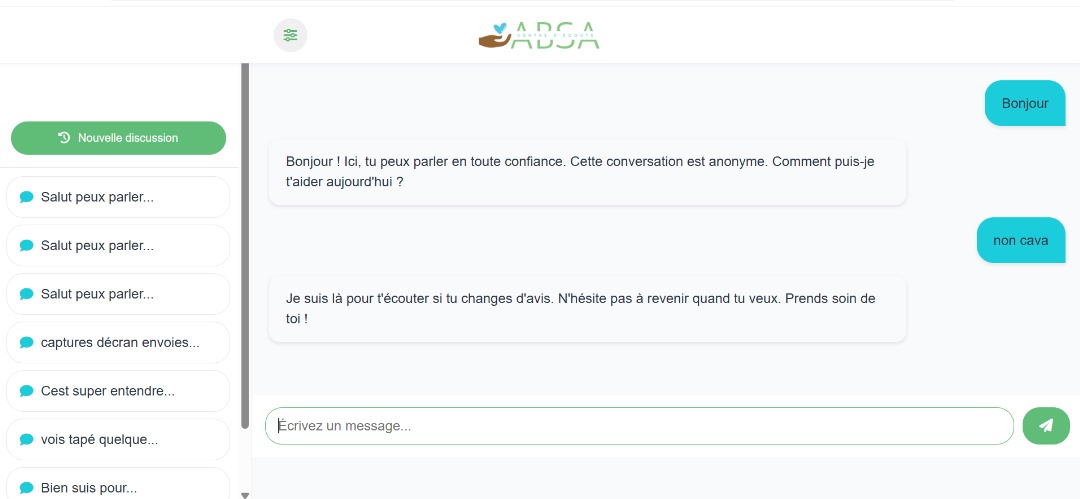 ABSA
CENTRE D'ÉCOUTE
Nouvelle discussion
Salut peux parler...
Salut peux parler...
Salut peux parler...
captures décran envoies...
Cest super entendre...
vois tapé quelque...
Bien suis pour...
Bonjour
Bonjour ! Ici, tu peux parler en toute confiance. Cette conversation est anonyme. Comment puis-je
t'aider aujourd'hui ?
non cava
Je suis là pour t'écouter si tu changes d'avis. N'hésite pas à revenir quand tu veux. Prends soin de
toi !
Écrivez un message...